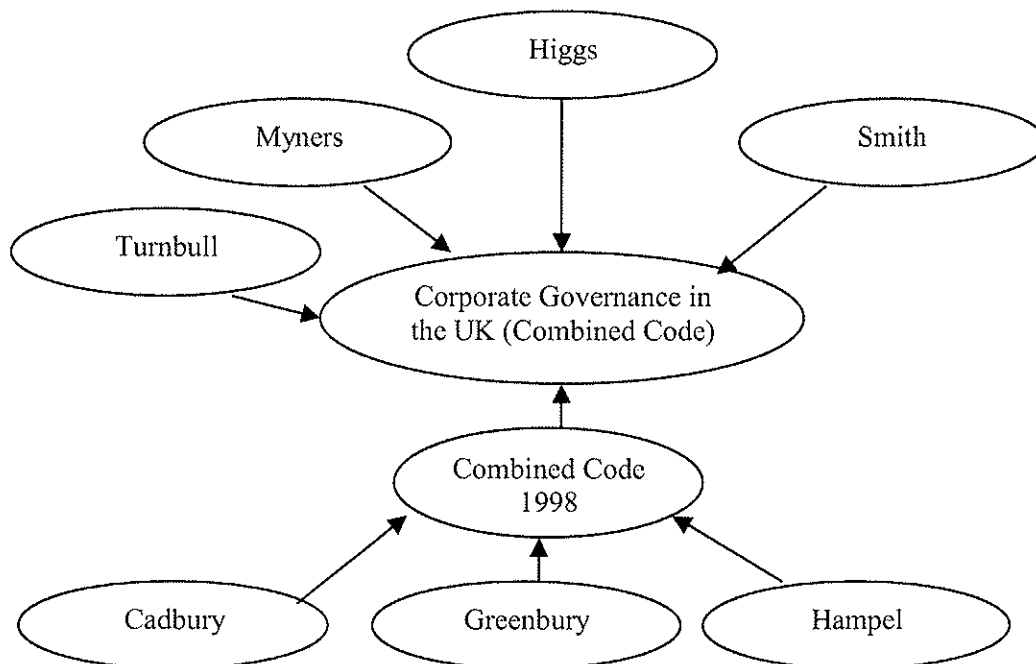 Higgs
Myners
Smith
Turnbull
Corporate Governance in
the UK (Combined Code)
Combined Code
1998
Cadbury
Greenbury
Hampel